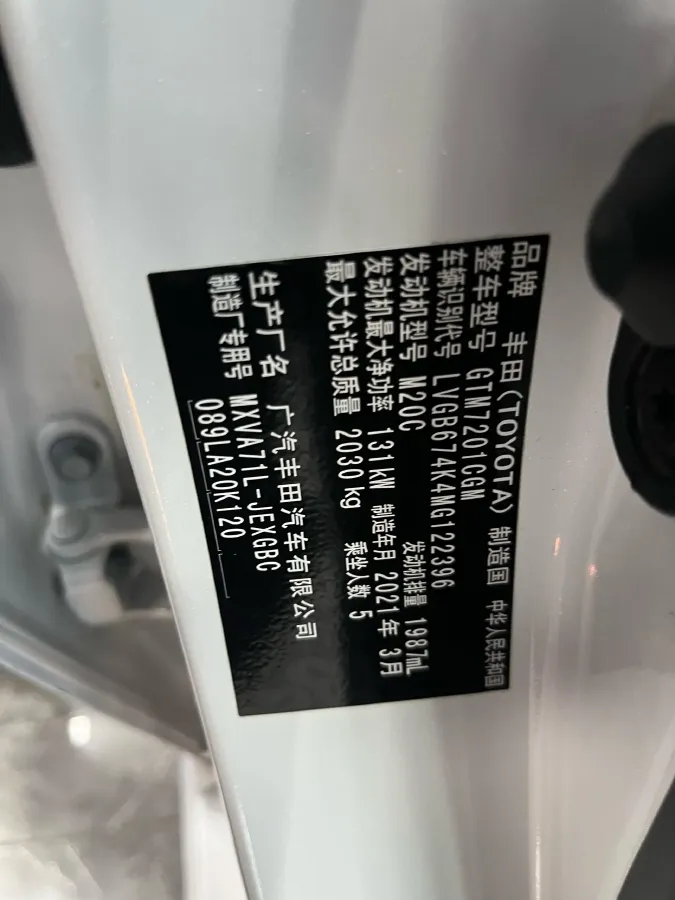 品牌 丰田(TOYOTA) 制造国 中华人民共和国
整车型号 GTM7201CGM
车辆识别代号 LVGB674K4MG122396
发动机型号 M20C 发动机排量 1987mL
发动机最大净功率 131kW 制造年月 2021年 3月
最大允许总质量 2030kg 乘坐人数 5
生产厂名 广汽丰田汽车有限公司
制造厂专用号 MXVA71L-JEXGBC
089LA20K120